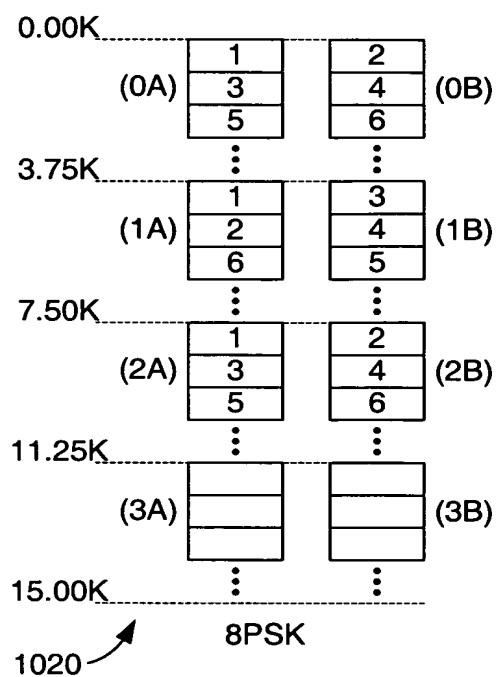 0.00K
1 2
(0A) 3 4 (0B)
5 6
3.75K
1 3
(1A) 2 4 (1B)
6 5
7.50K
1 2
(2A) 3 4 (2B)
5 6
11.25K
(3A) (3B)
15.00K
8PSK
1020